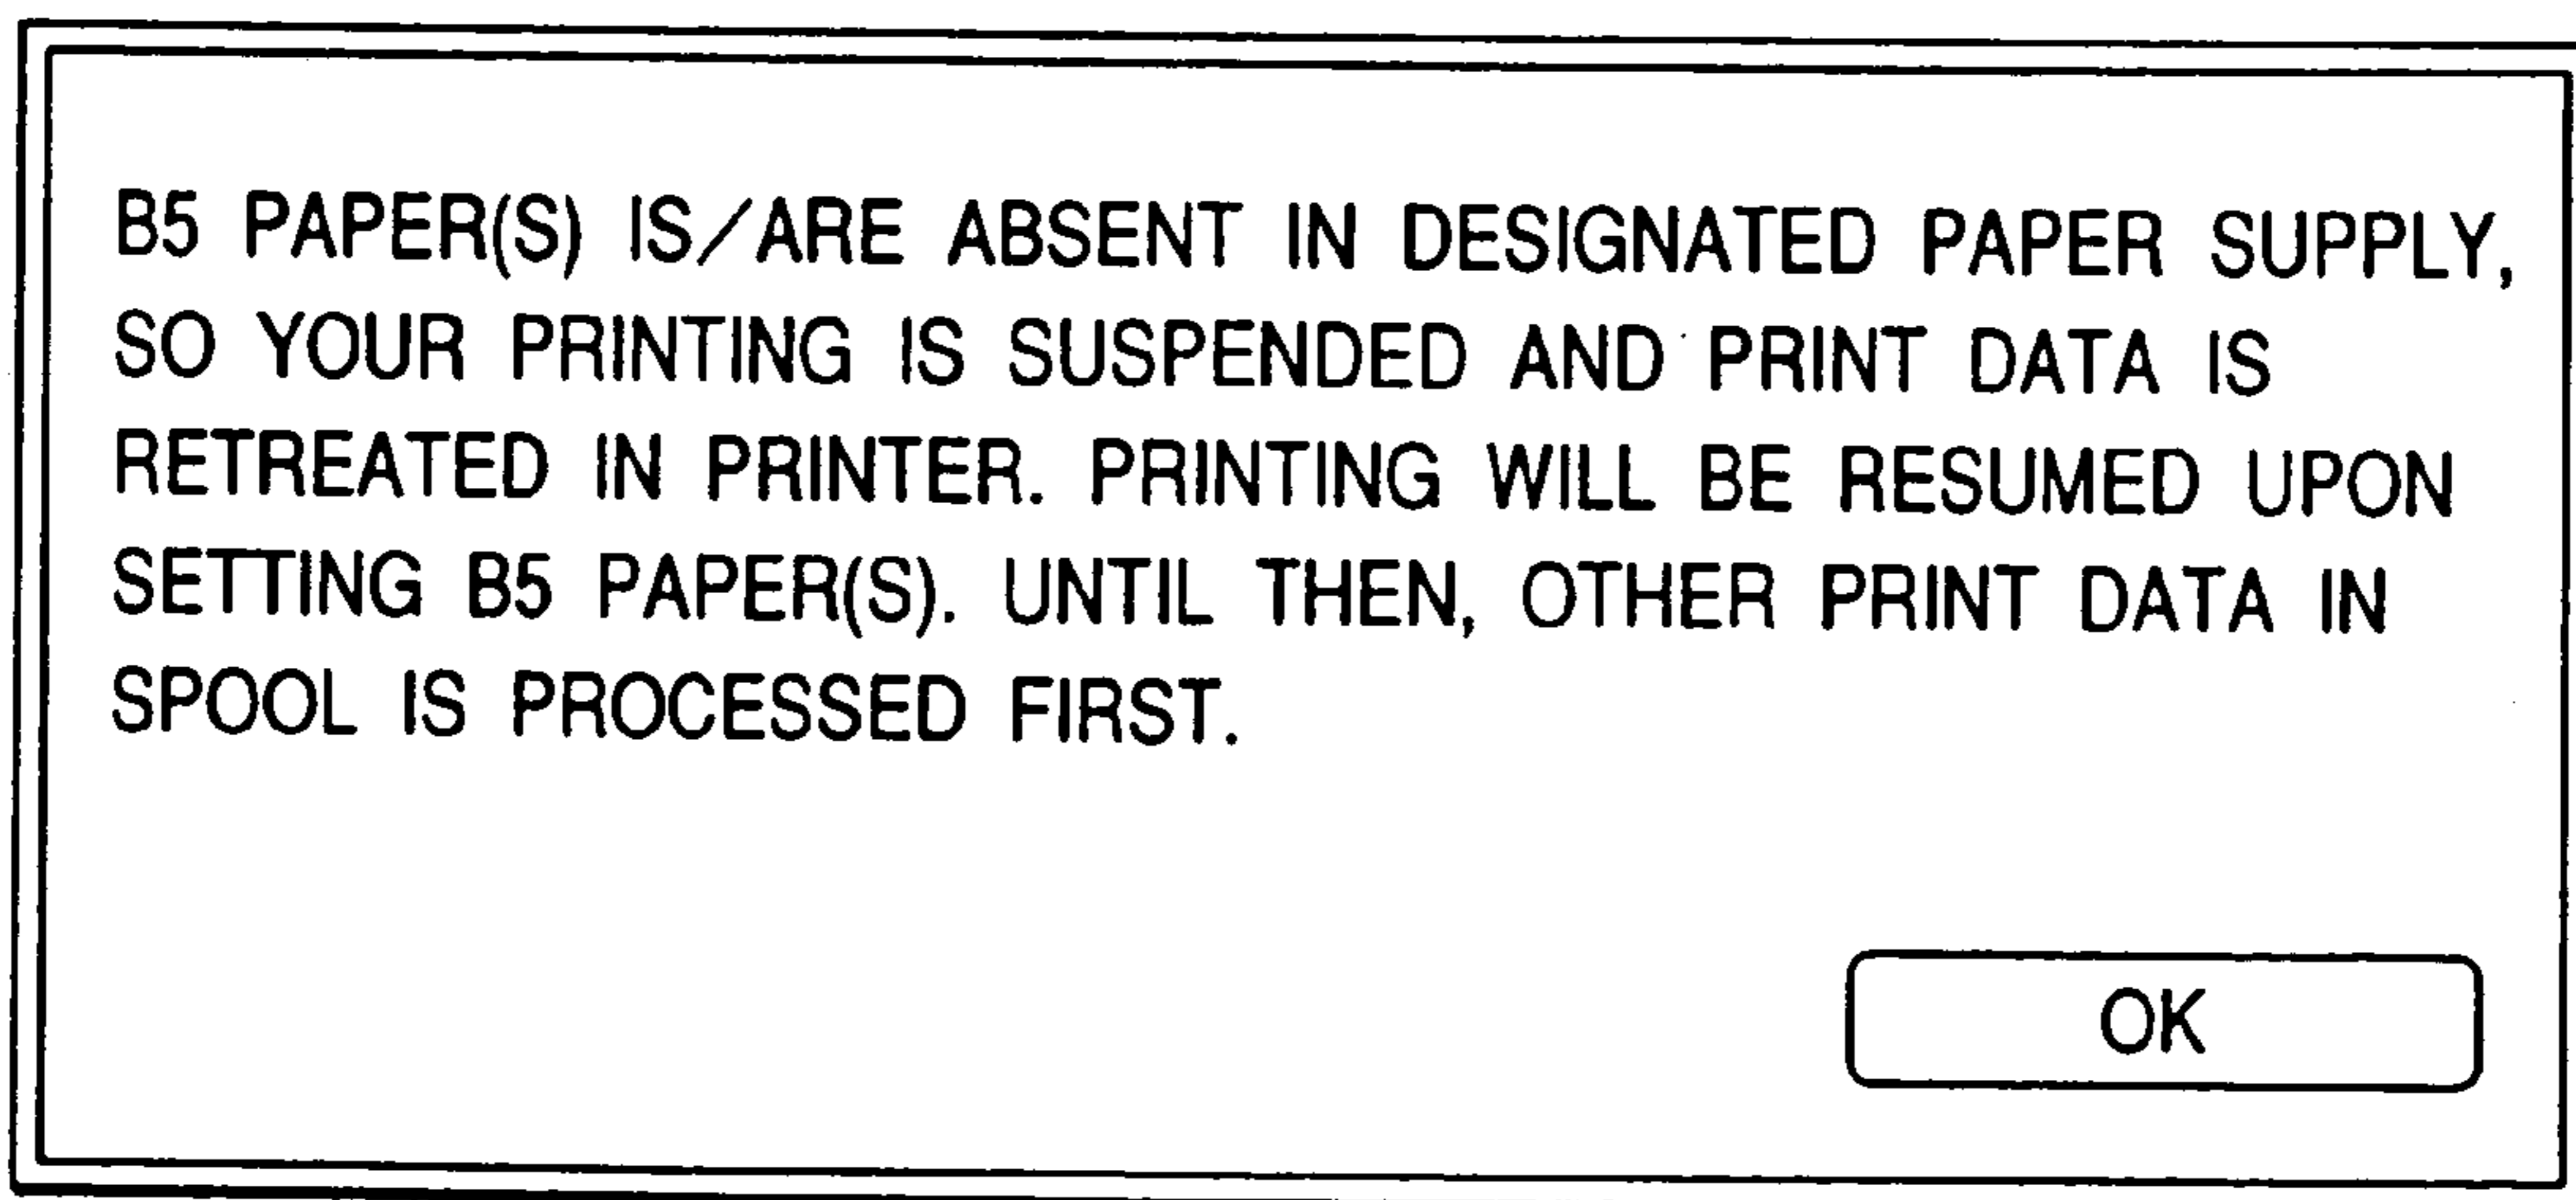 B5 PAPER(S) IS/ARE ABSENT IN DESIGNATED PAPER SUPPLY,
SO YOUR PRINTING IS SUSPENDED AND PRINT DATA IS
RETREATED IN PRINTER. PRINTING WILL BE RESUMED UPON
SETTING B5 PAPER(S). UNTIL THEN, OTHER PRINT DATA IN
SPOOL IS PROCESSED FIRST.
OK